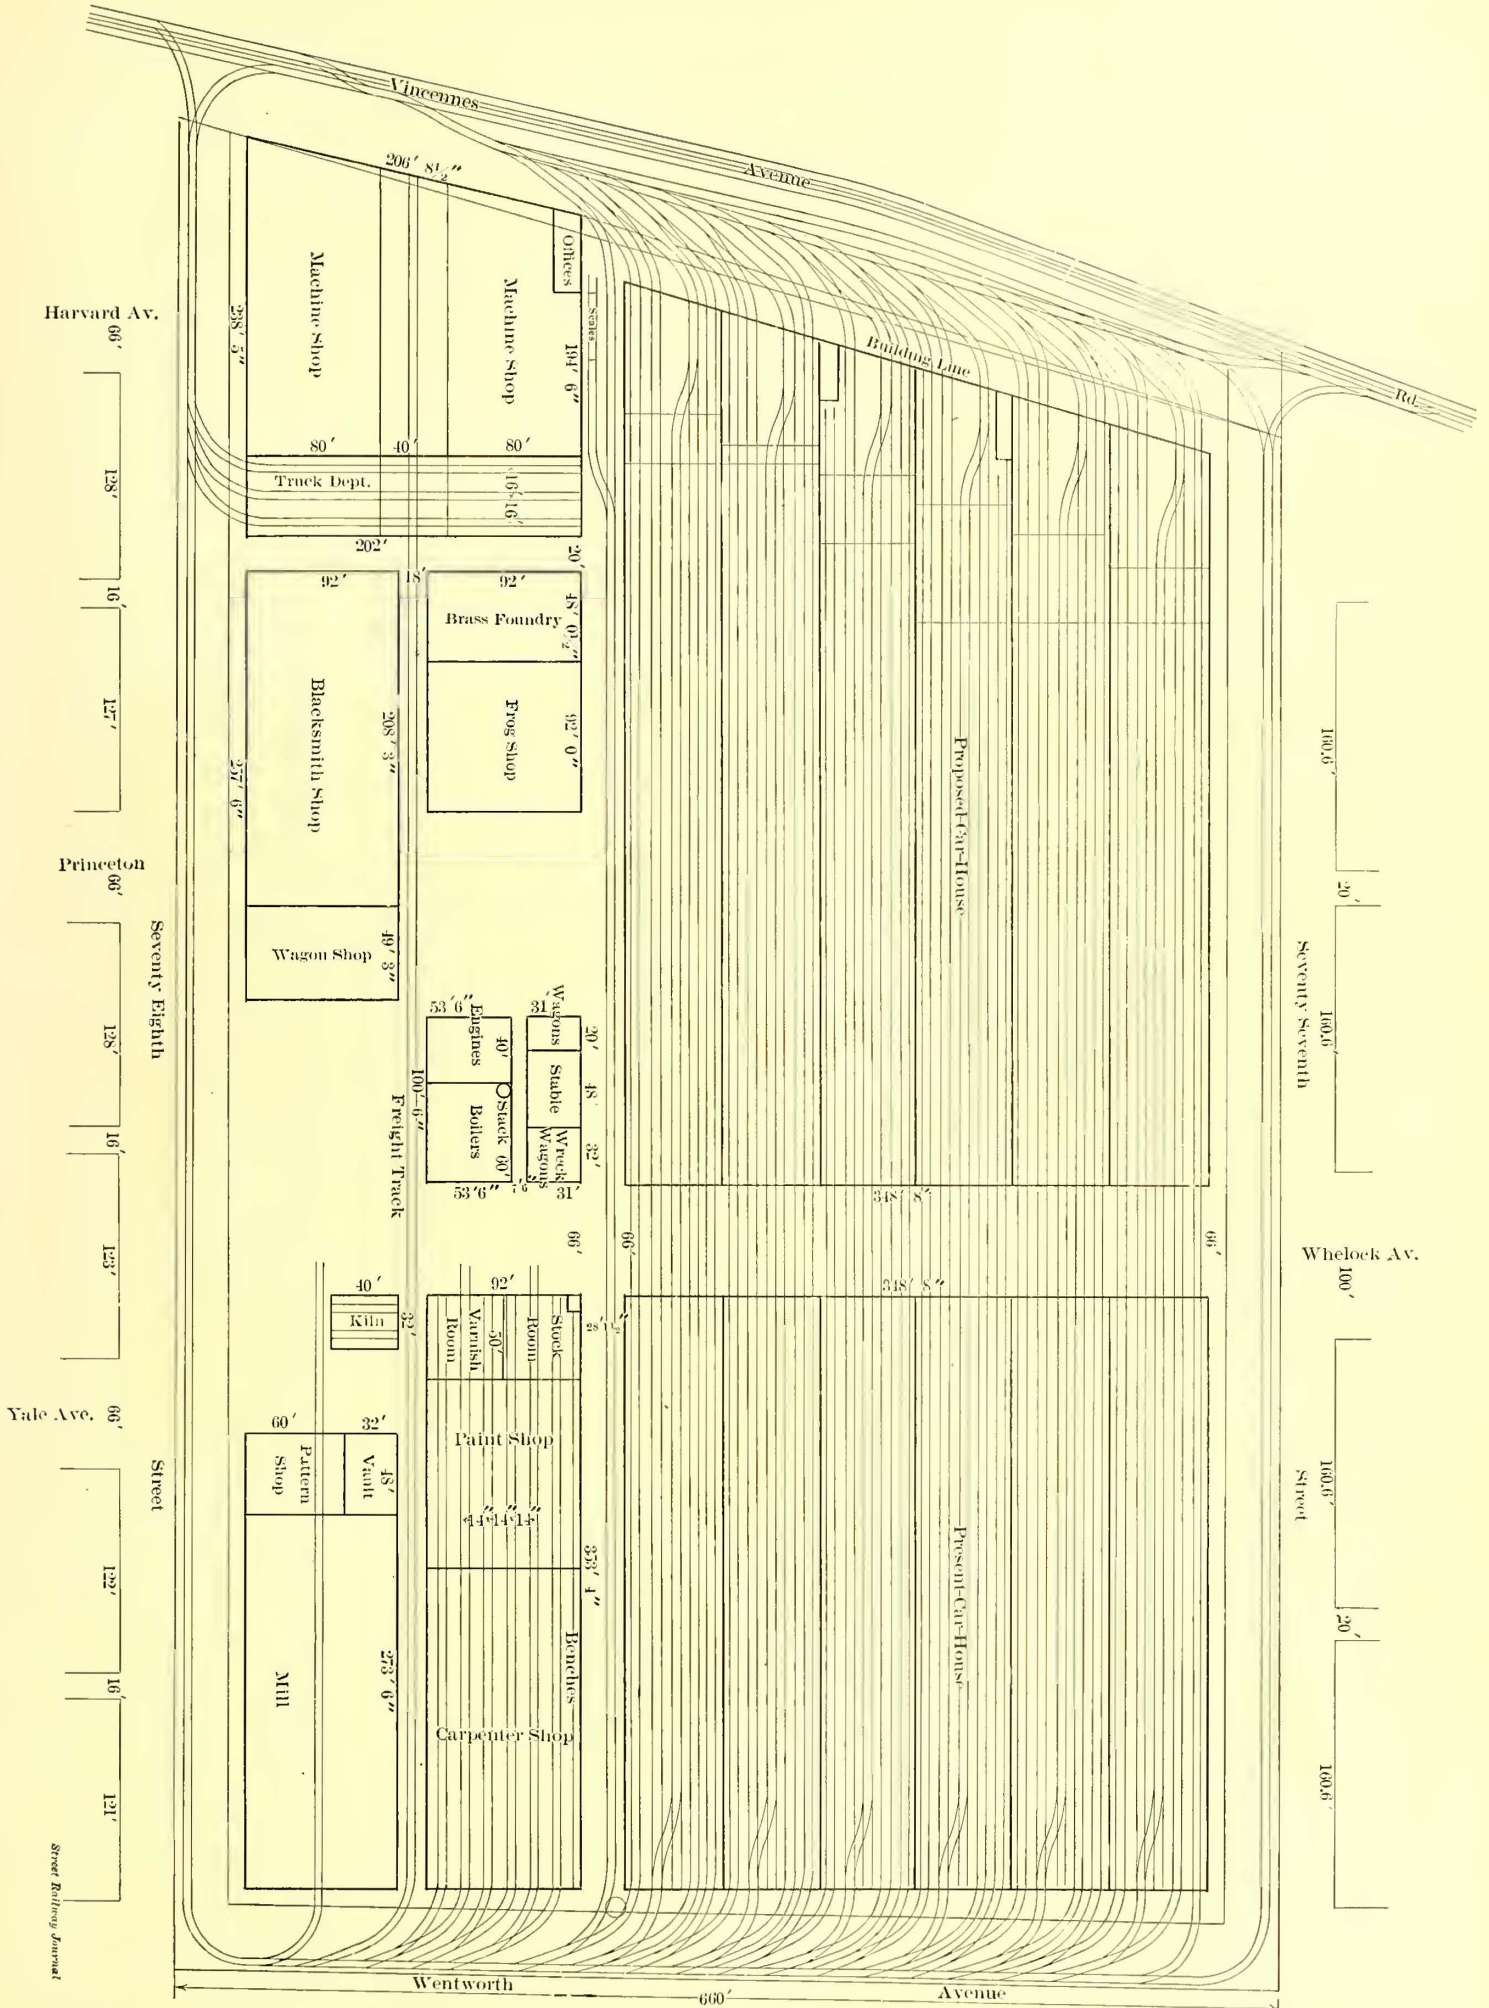 Vincennes
Avenue
Rd.
206' 8½"
Offices
Machine Shop
Machine Shop
Scales
Harvard Av.
66'
238' 5"
194' 6"
Building Line
80'
40'
80'
128'
Truck Dept.
16' 16'
202'
20'
92'
18'
92'
16'
48' 0½"
Brass Foundry
127'
Blacksmith Shop
208' 3"
Frog Shop
92' 0"
257' 6"
160.6'
Proposed Car House
Princeton
66'
20'
Seventy Eighth
Wagon Shop
49' 3"
Seventy Seventh
128'
53'6"
Engines
40'
31'
Wagons
20'
160.6'
100'-6"
Stack
Boilers
60'
Stable
48'
Freight Track
16'
Wreck
Wagons
32'
53'6"
31'
348' 8"
123'
66'
66'
66'
Whelock Av.
100'
40'
92'
348' 8"
Kiln
32'
Varnish
Room
50'
Stock
Room
Yale Ave.
66'
60'
32'
Paint Shop
Street
Pattern
Shop
Vault
48'
160.6'
Street
14" 14" 14"
122'
353' 4"
Present Car House
20'
Mill
273' 6"
Benches
16'
Carpenter Shop
121'
160.6'
Street Railway Journal
Wentworth
Avenue
660'